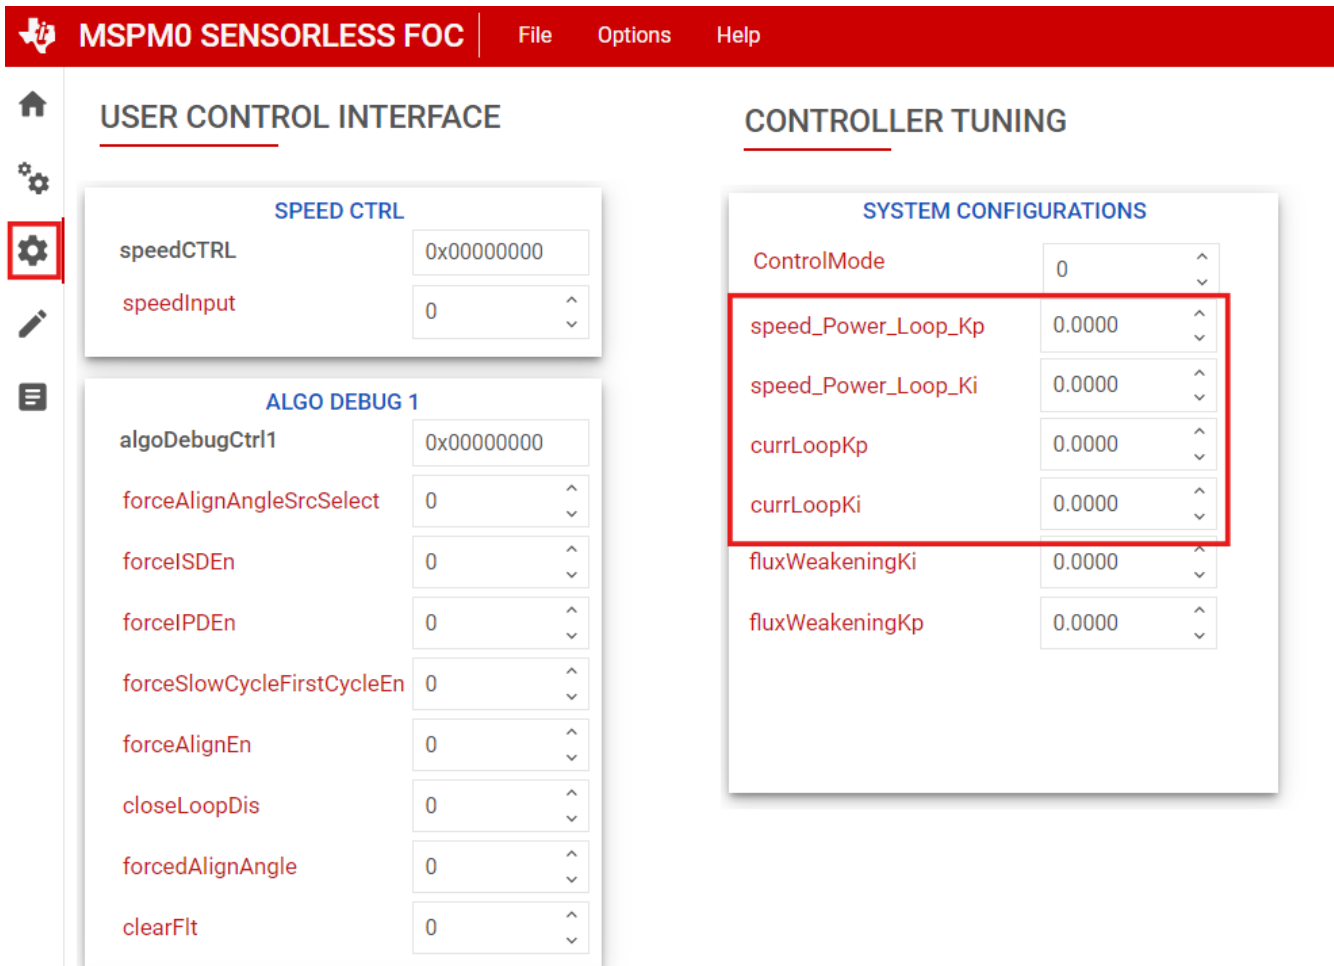 MSPM0 SENSORLESS FOC File Options Help
USER CONTROL INTERFACE
SPEED CTRL
speedCTRL 0x00000000
speedInput 0
ALGO DEBUG 1
algoDebugCtrl1 0x00000000
forceAlignAngleSrcSelect 0
forceISDEn 0
forceIPDEn 0
forceSlowCycleFirstCycleEn 0
forceAlignEn 0
closeLoopDis 0
forcedAlignAngle 0
clearFlt 0
CONTROLLER TUNING
SYSTEM CONFIGURATIONS
ControlMode 0
speed_Power_Loop_Kp 0.0000
speed_Power_Loop_Ki 0.0000
currLoopKp 0.0000
currLoopKi 0.0000
fluxWeakeningKi 0.0000
fluxWeakeningKp 0.0000